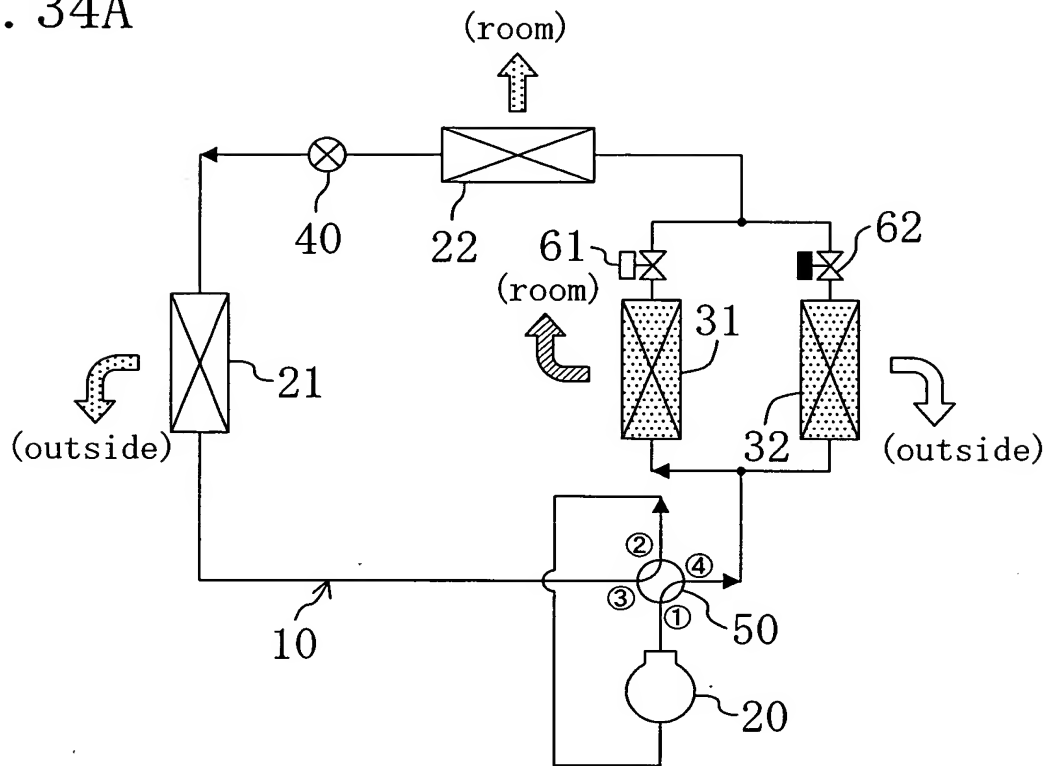 . 34A
(room)
40
22
61
62
(room)
31
21
32
(outside)
(outside)
②
④
③
①
50
10
20